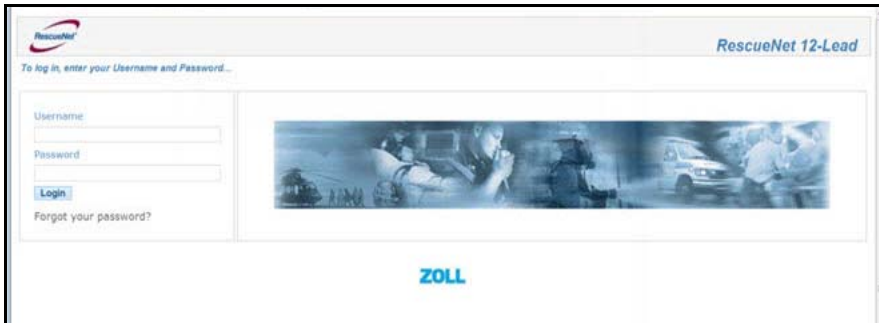 RescueNet
RescueNet 12-Lead
To log in, enter your Username and Password...
Username
Password
Login
Forgot your password?
ZOLL